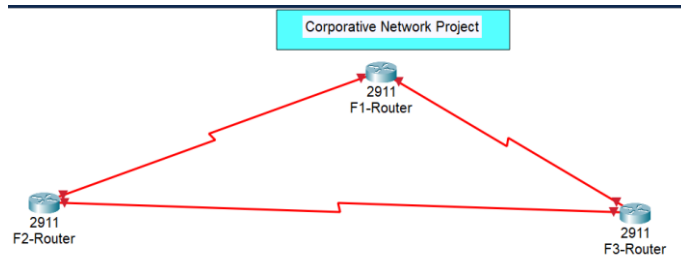 Corporative Network Project
2911
F1-Router
2911
F2-Router
2911
F3-Router